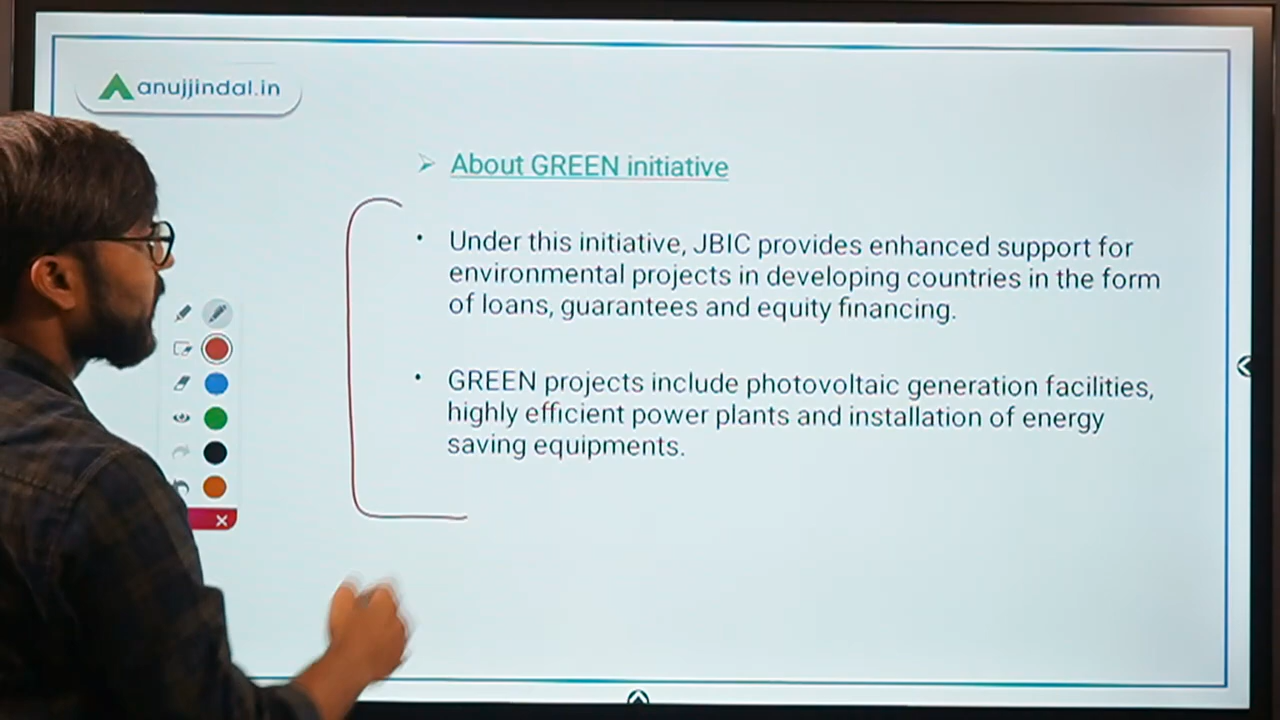 anujjindal.in
About GREEN initiative
Under this initiative, JBIC provides enhanced support for
environmental projects in developing countries in the form
of loans, guarantees and equity financing.
GREEN projects include photovoltaic generation facilities,
highly efficient power plants and installation of energy
saving equipments.